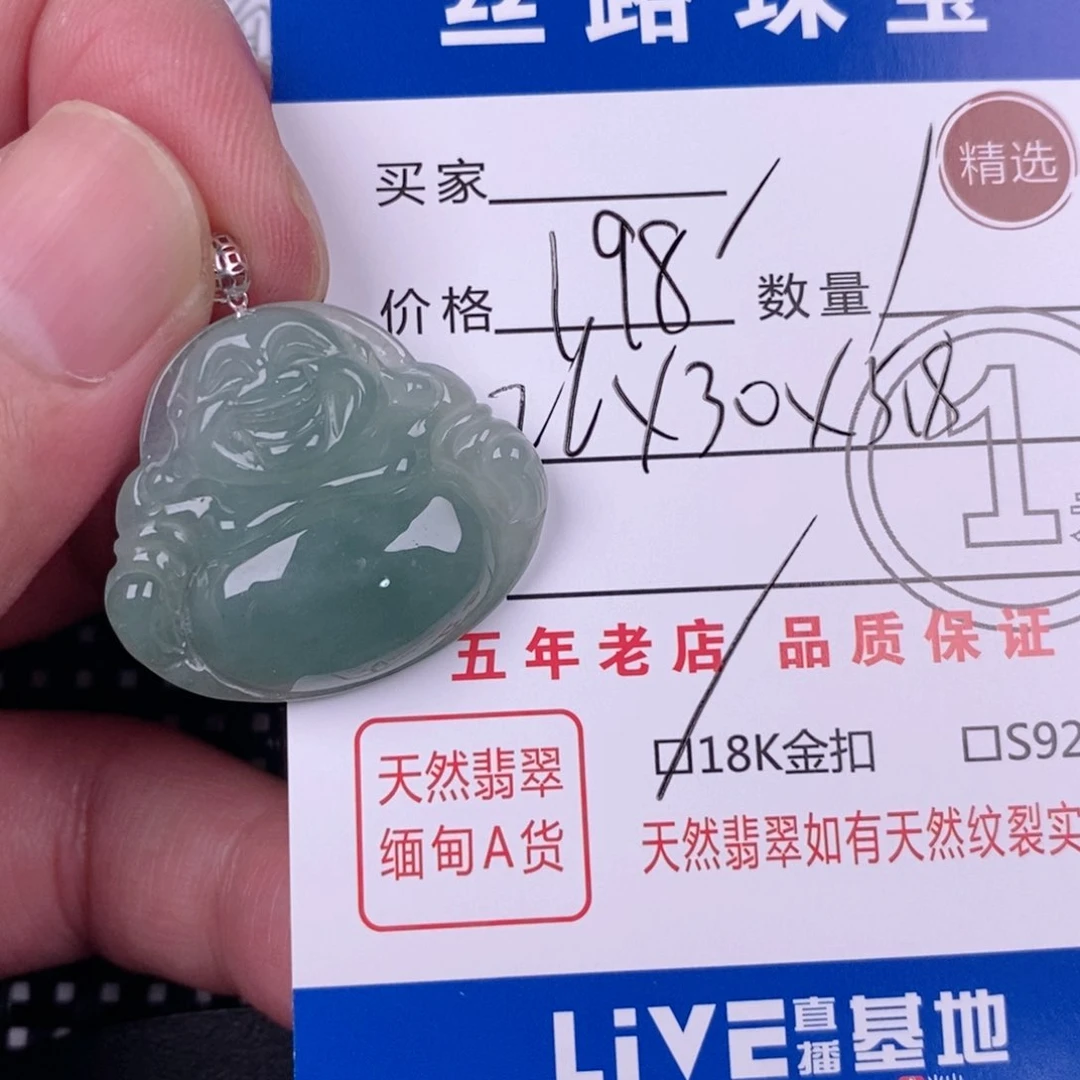 丝路珠宝
精选
买家
价格 198 数量
26X30X5.8
1
五年老店 品质保证
天然翡翠
缅甸A货
☐18K金扣 ☐S92
天然翡翠如有天然纹裂实
LiVE直播基地